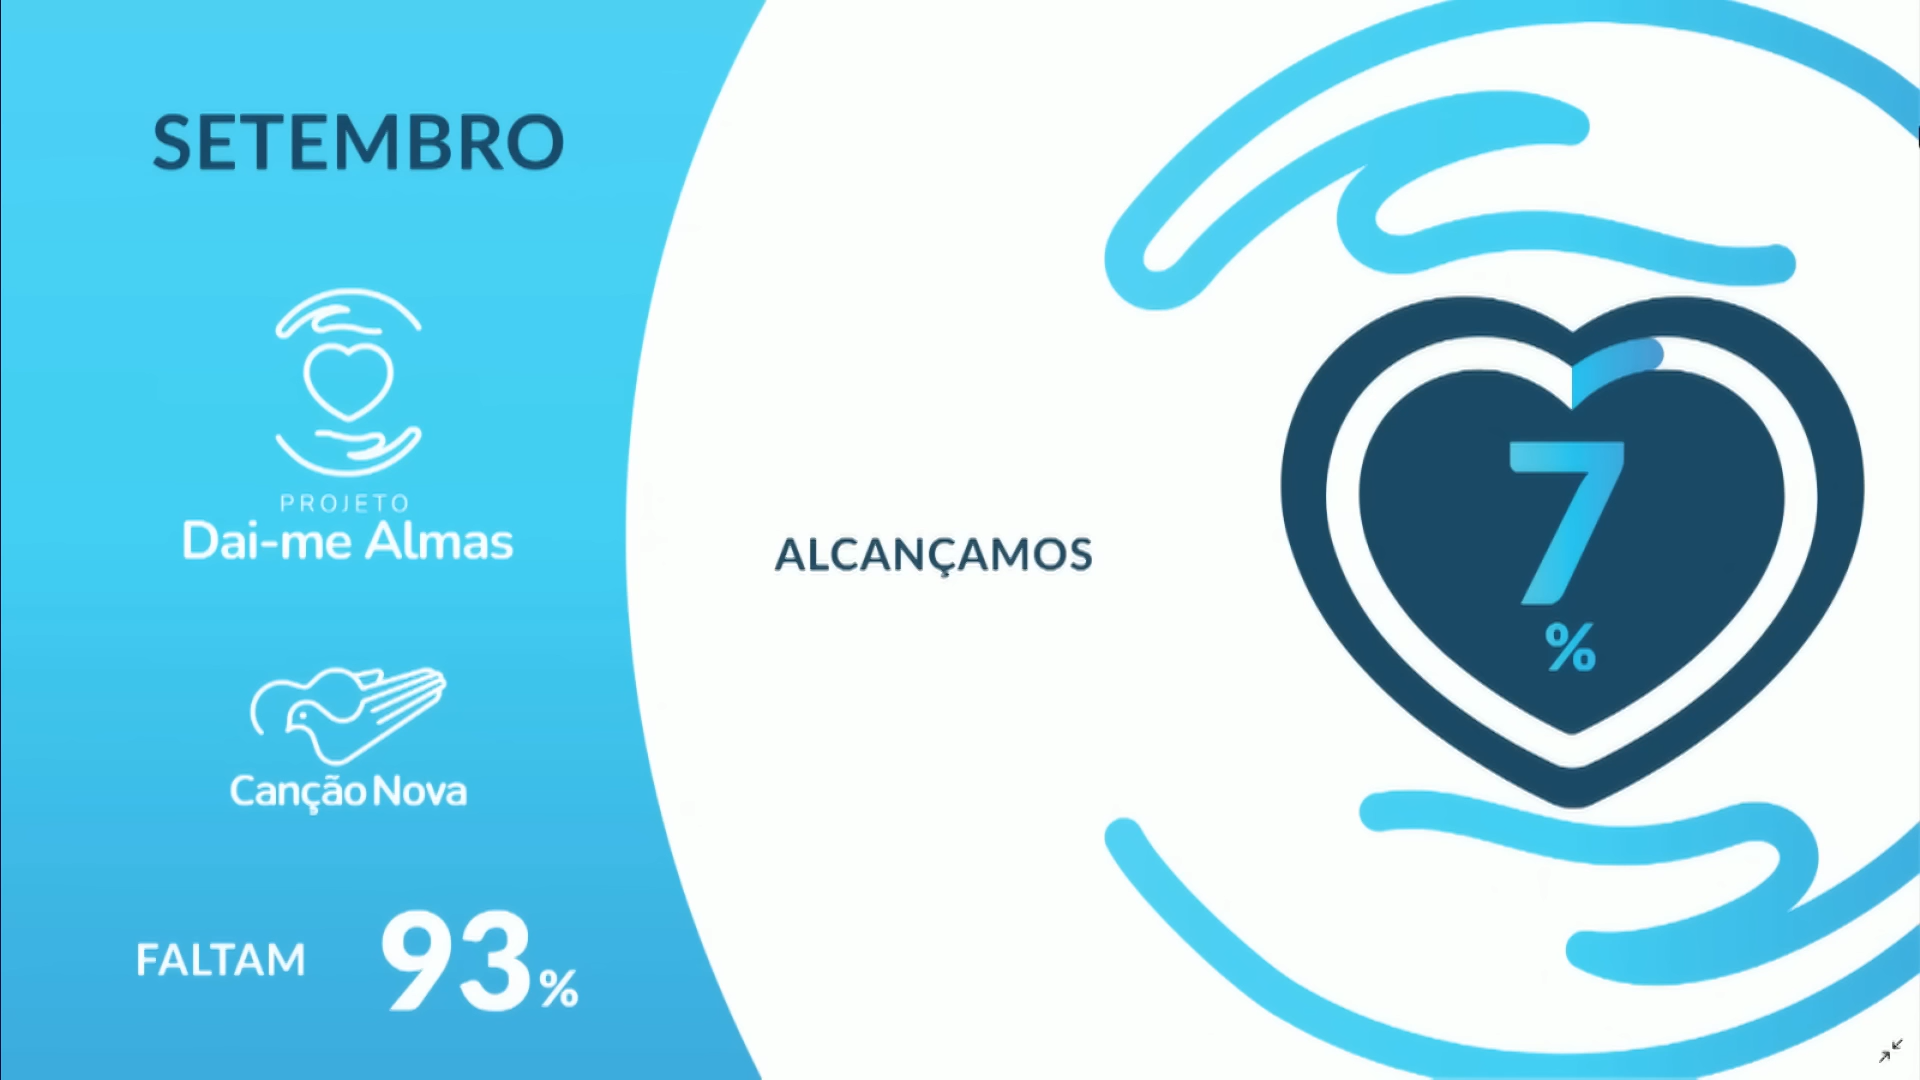 SETEMBRO
PROJETO
Dai-me Almas
Canção Nova
FALTAM 93%
ALCANÇAMOS
7
%